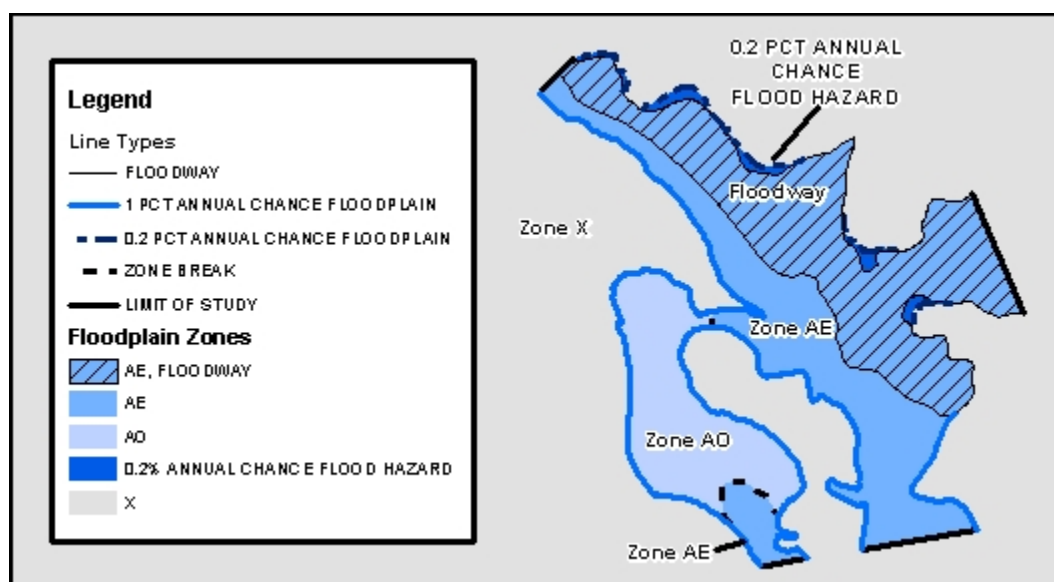 Legend
Line Types
FLOODWAY
1 PCT ANNUAL CHANCE FLOODPLAIN
0.2 PCT ANNUAL CHANCE FLOODPLAIN
ZONE BREAK
LIMIT OF STUDY
Floodplain Zones
AE, FLOODWAY
AE
AO
0.2% ANNUAL CHANCE FLOOD HAZARD
X
0.2 PCT ANNUAL
CHANCE
FLOOD HAZARD
Floodway
Zone X
Zone AE
Zone AO
Zone AE